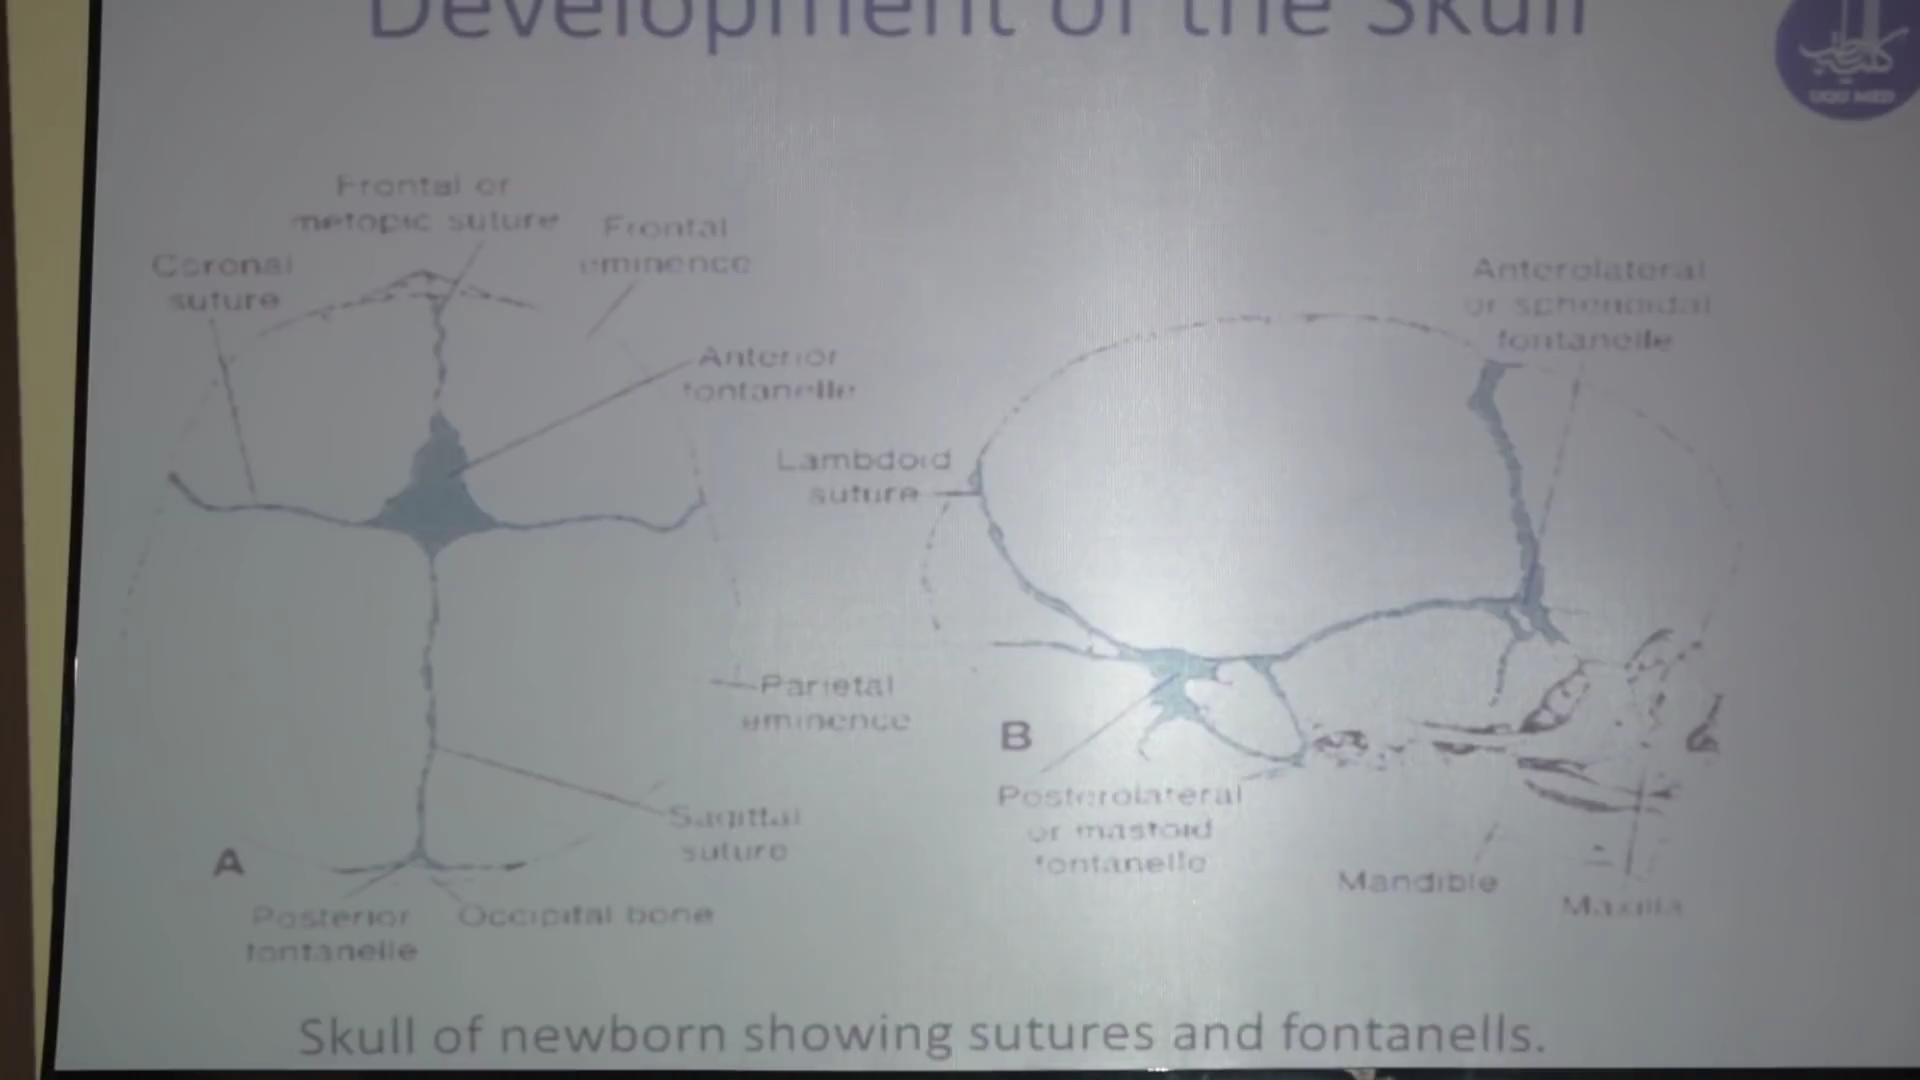 Development of the Skull
UQU MED
Frontal or
metopic suture
Frontal
eminence
Coronal
suture
Anterior
fontanelle
Parietal
eminence
Sagittal
suture
A
Posterior
fontanelle
Occipital bone
Anterolateral
or sphenoidal
fontanelle
Lambdoid
suture
B
Posterolateral
or mastoid
fontanelle
Mandible
Maxilla
Skull of newborn showing sutures and fontanells.